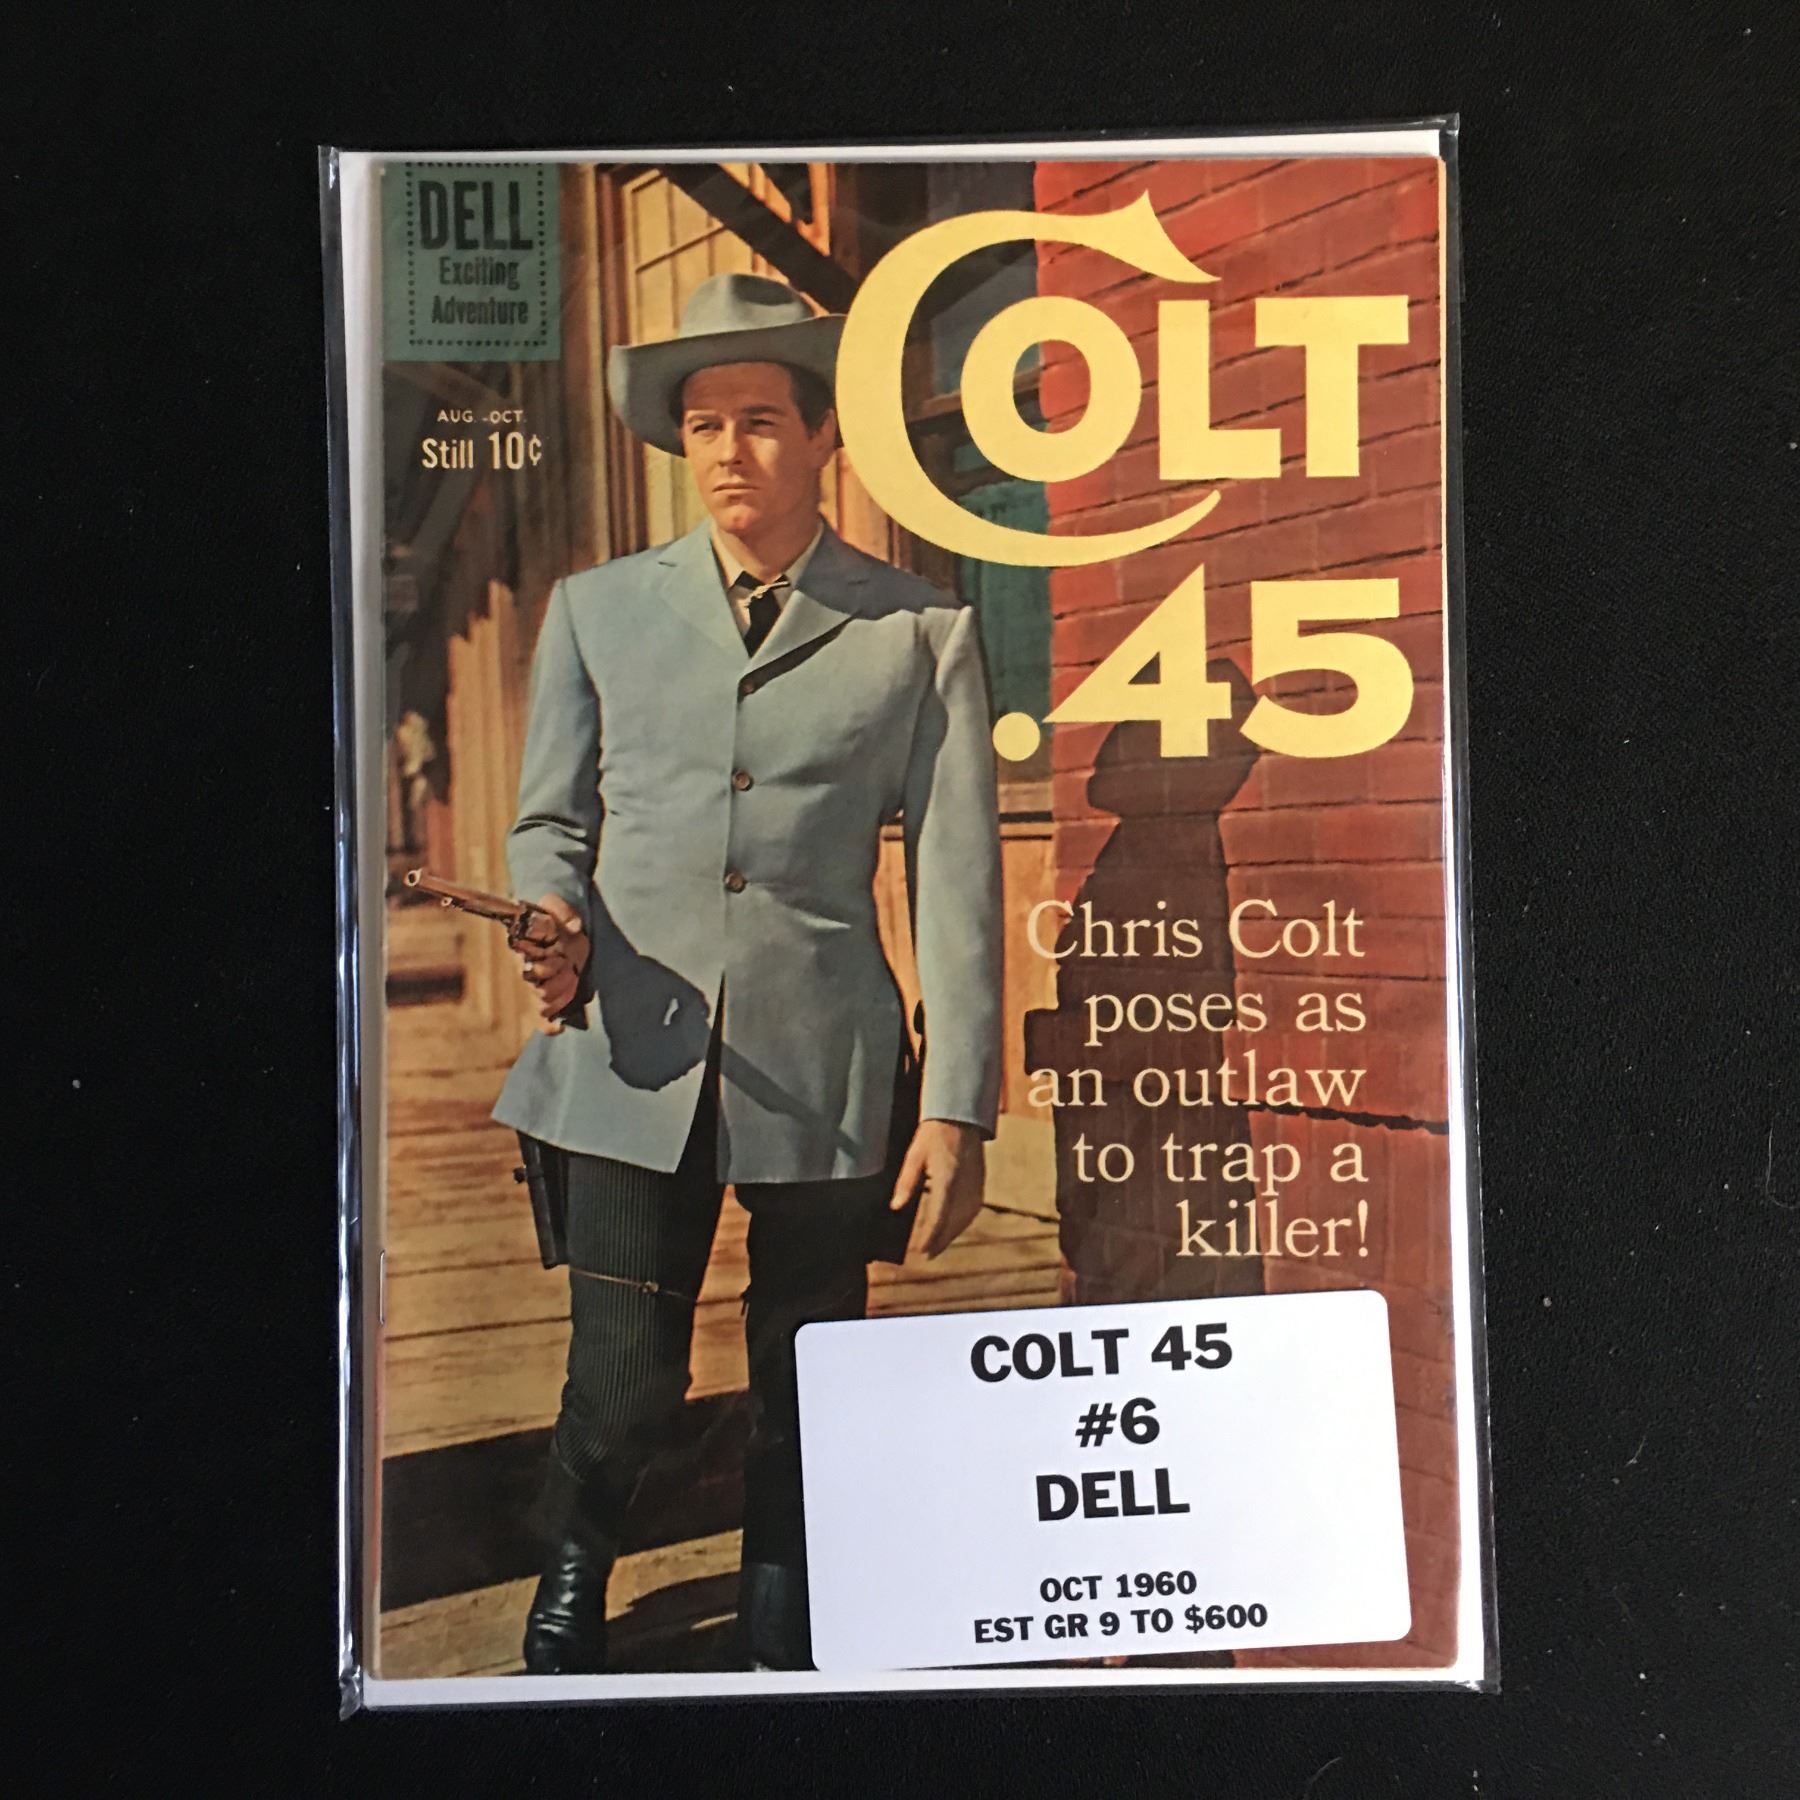 DELL
Exciting
Adventure
AUG.-OCT.
Still 10¢
COLT
.45
Chris Colt
poses as
an outlaw
to trap a
killer!
COLT 45
#6
DELL
OCT 1960
EST GR 9 TO $600